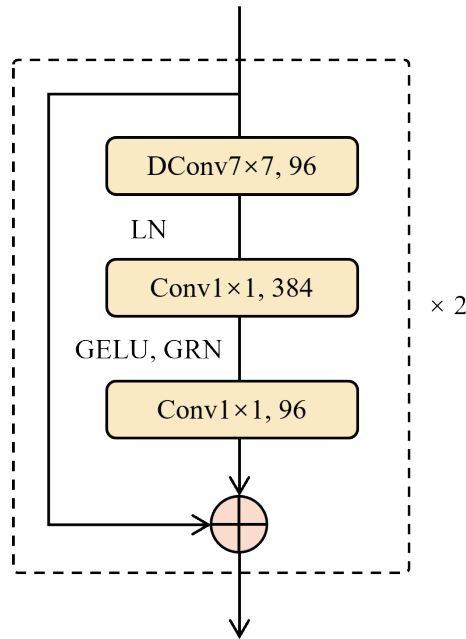 DConv7×7, 96
LN
Conv1×1, 384
× 2
GELU, GRN
Conv1×1, 96